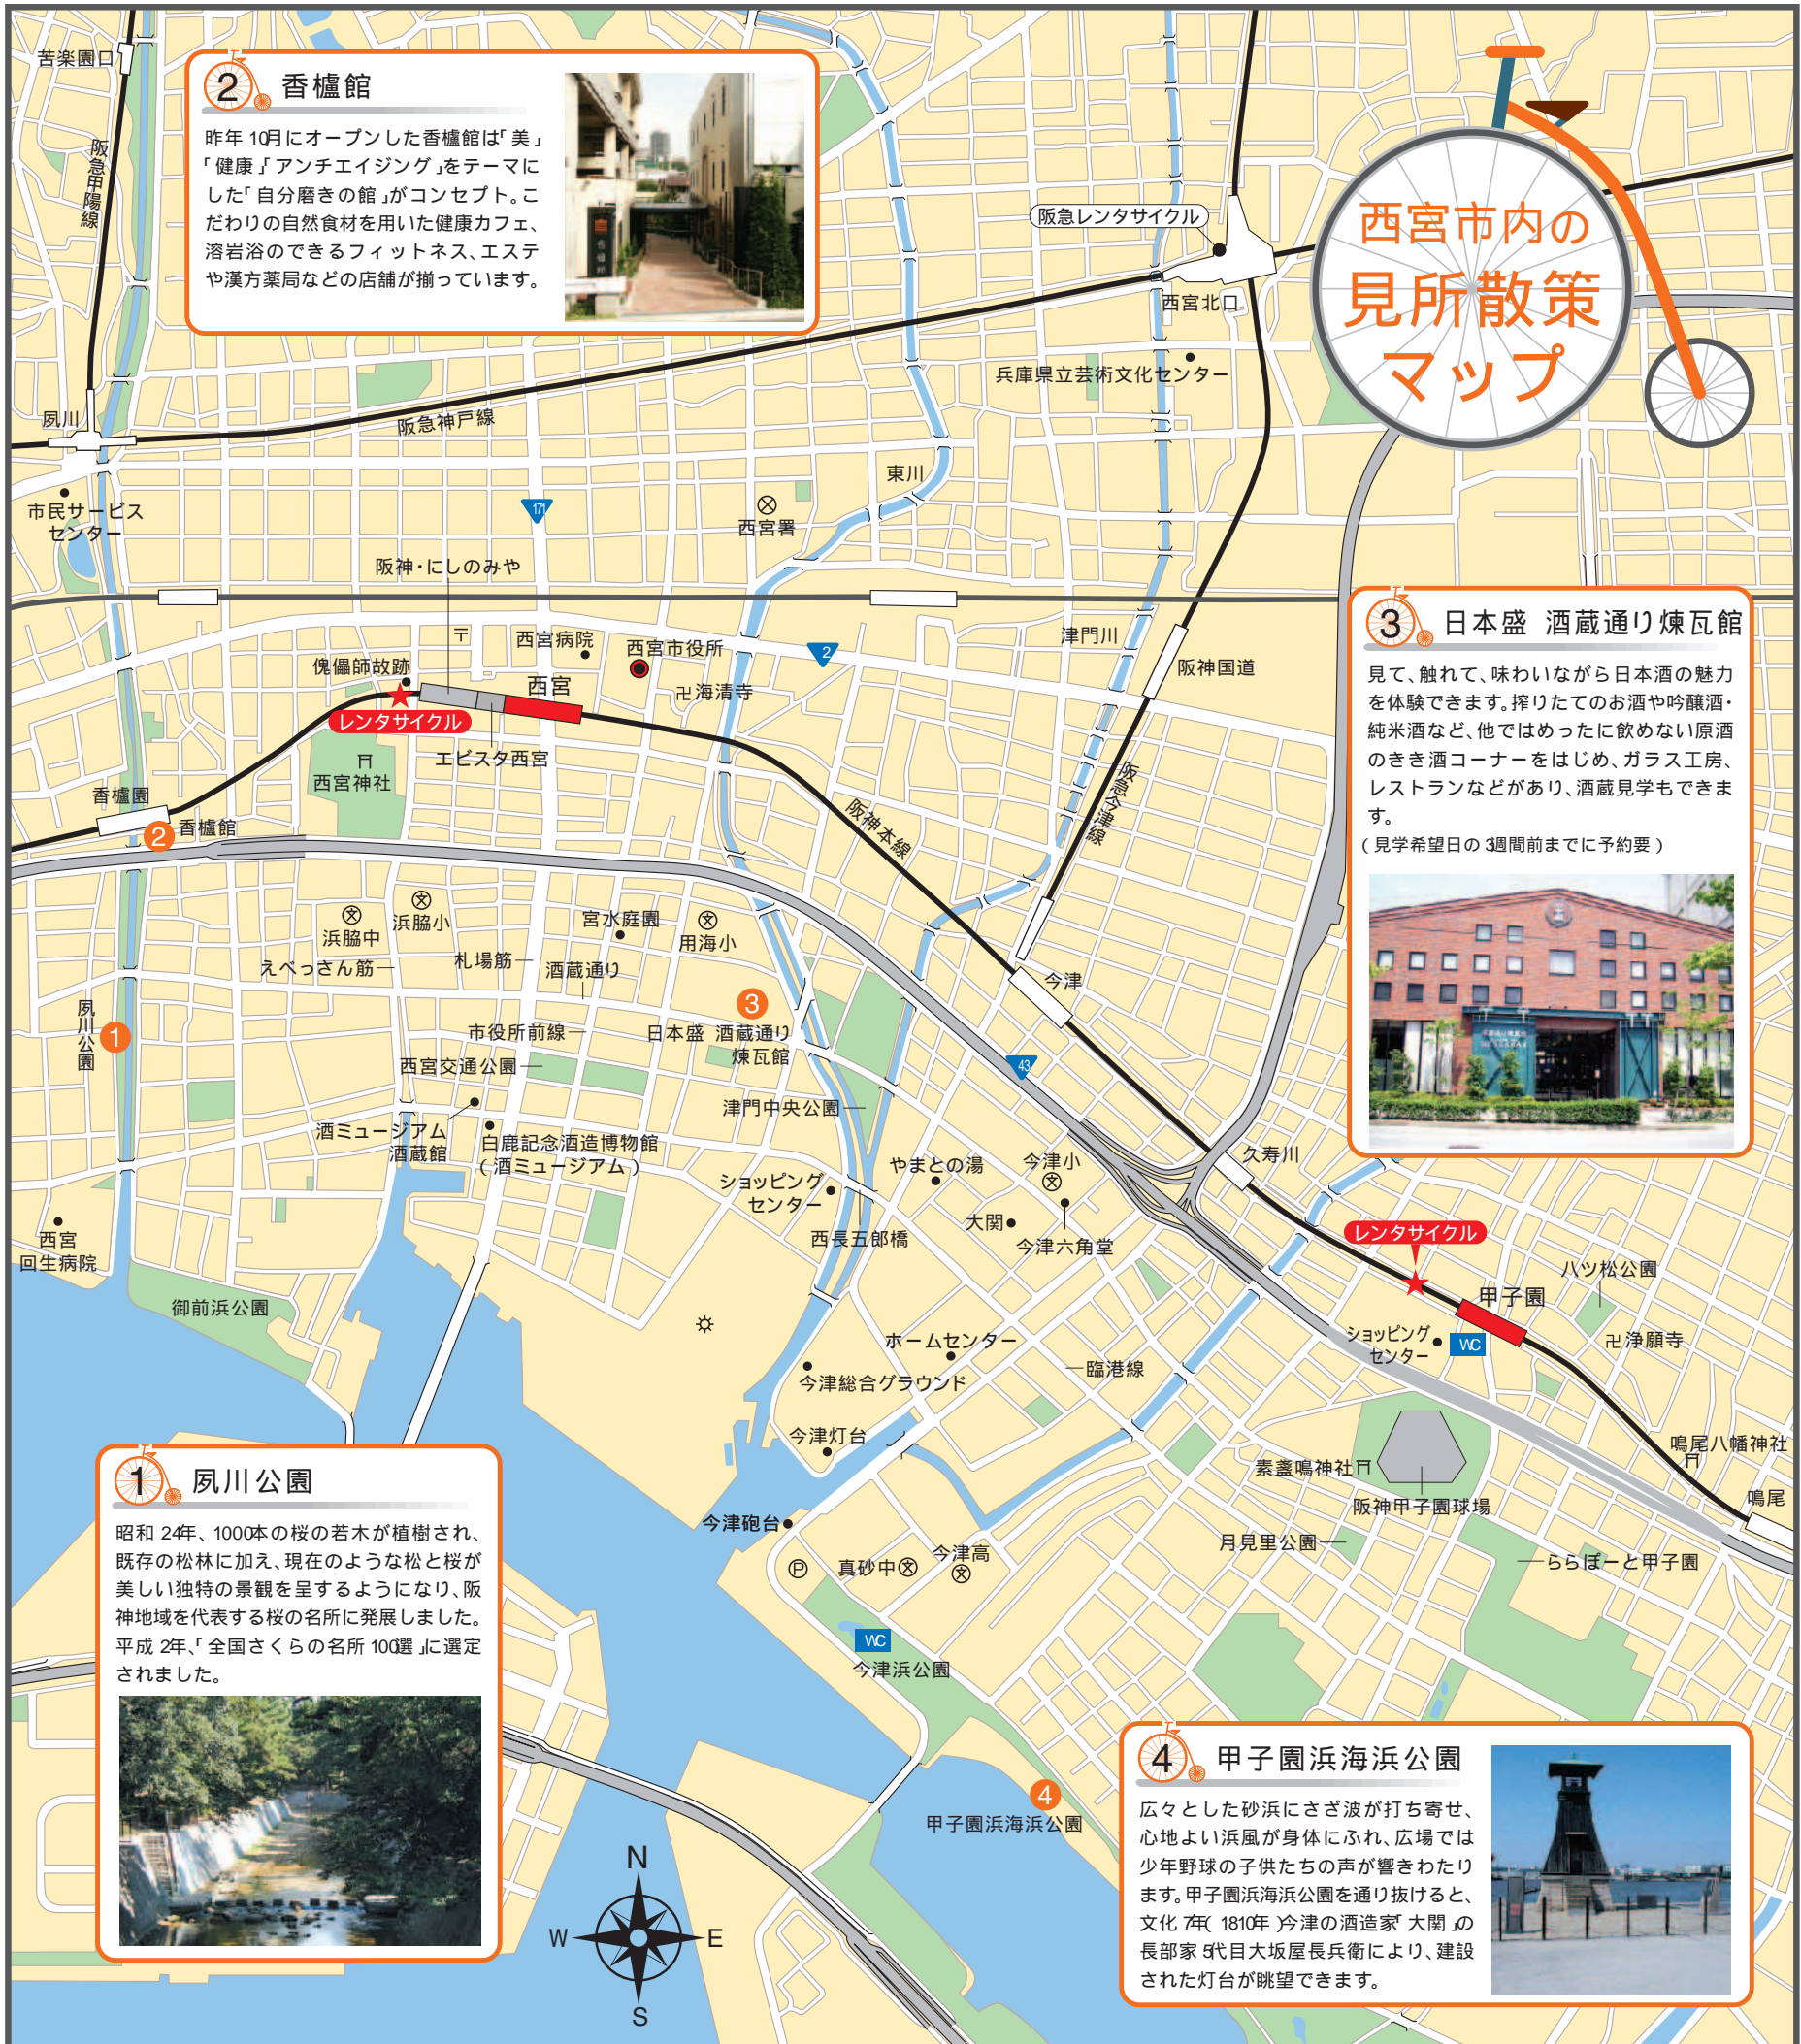 西宮市内の
見所散策
マップ
苦楽園口
阪急甲陽線
2 香櫨館
昨年10月にオープンした香櫨館は「美」
「健康」「アンチエイジング」をテーマに
した「自分磨きの館」がコンセプト。こ
だわりの自然食材を用いた健康カフェ、
溶岩浴のできるフィットネス、エステ
や漢方薬局などの店舗が揃っています。
阪急レンタサイクル
西宮北口
兵庫県立芸術文化センター
夙川
阪急神戸線
東川
市民サービス
センター
171
西宮署
阪神・にしのみや
〒
西宮病院
西宮市役所
2
津門川
阪神国道
傀儡師故跡
西宮
卍海清寺
レンタサイクル
エビスタ西宮
西宮神社
香櫨園
2 香櫨館
阪神本線
阪急今津線
3 日本盛 酒蔵通り煉瓦館
見て、触れて、味わいながら日本酒の魅力
を体験できます。搾りたてのお酒や吟醸酒・
純米酒など、他ではめったに飲めない原酒
のきき酒コーナーをはじめ、ガラス工房、
レストランなどがあり、酒蔵見学もできま
す。
(見学希望日の3週間前までに予約要)
文
浜脇中
文
浜脇小
宮水庭園
文
用海小
えべっさん筋
札場筋
酒蔵通り
今津
夙川公園
1
3
市役所前線
日本盛 酒蔵通り
煉瓦館
西宮交通公園
43
津門中央公園
酒ミュージアム
酒蔵館
白鹿記念酒造博物館
(酒ミュージアム)
ショッピング
センター
やまとの湯
今津小
文
久寿川
大関
西宮
回生病院
西長五郎橋
今津六角堂
レンタサイクル
八ツ松公園
甲子園
御前浜公園
ショッピング
センター
WC
卍浄願寺
ホームセンター
臨港線
今津総合グラウンド
今津灯台
鳴尾八幡神社
素盞鳴神社
阪神甲子園球場
鳴尾
今津砲台
月見里公園
ららぽーと甲子園
P
真砂中文
今津高
文
WC
今津浜公園
1 夙川公園
昭和24年、1000本の桜の若木が植樹され、
既存の松林に加え、現在のような松と桜が
美しい独特の景観を呈するようになり、阪
神地域を代表する桜の名所に発展しました。
平成2年、「全国さくらの名所100選」に選定
されました。
4
甲子園浜海浜公園
N
W E
S
4 甲子園浜海浜公園
広々とした砂浜にさざ波が打ち寄せ、
心地よい浜風が身体にふれ、広場では
少年野球の子供たちの声が響きわたり
ます。甲子園浜海浜公園を通り抜けると、
文化7年(1810年)今津の酒造家「大関」の
長部家5代目大坂屋長兵衛により、建設
された灯台が眺望できます。